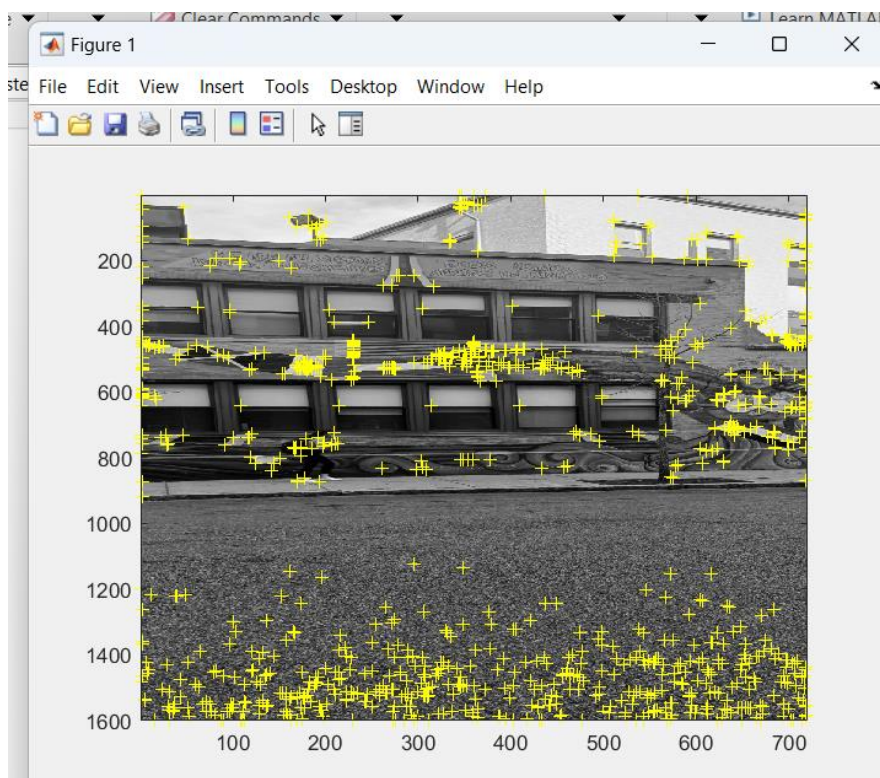 Clear Commands
Learn MATLA
Figure 1
File Edit View Insert Tools Desktop Window Help
200
400
600
800
1000
1200
1400
1600
100 200 300 400 500 600 700